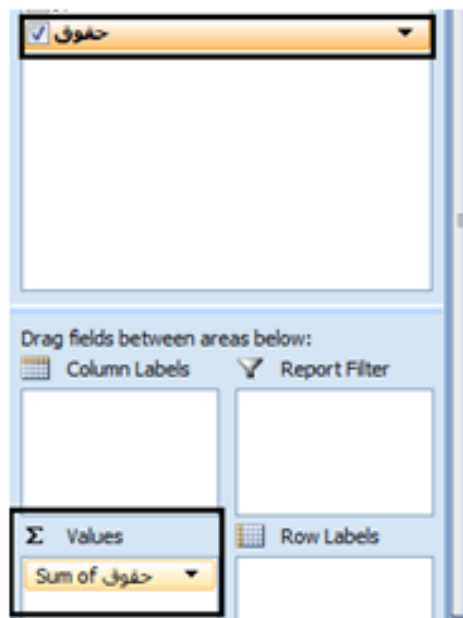 حقوق
Drag fields between areas below:
Column Labels
Report Filter
Σ Values
Row Labels
Sum of حقوق